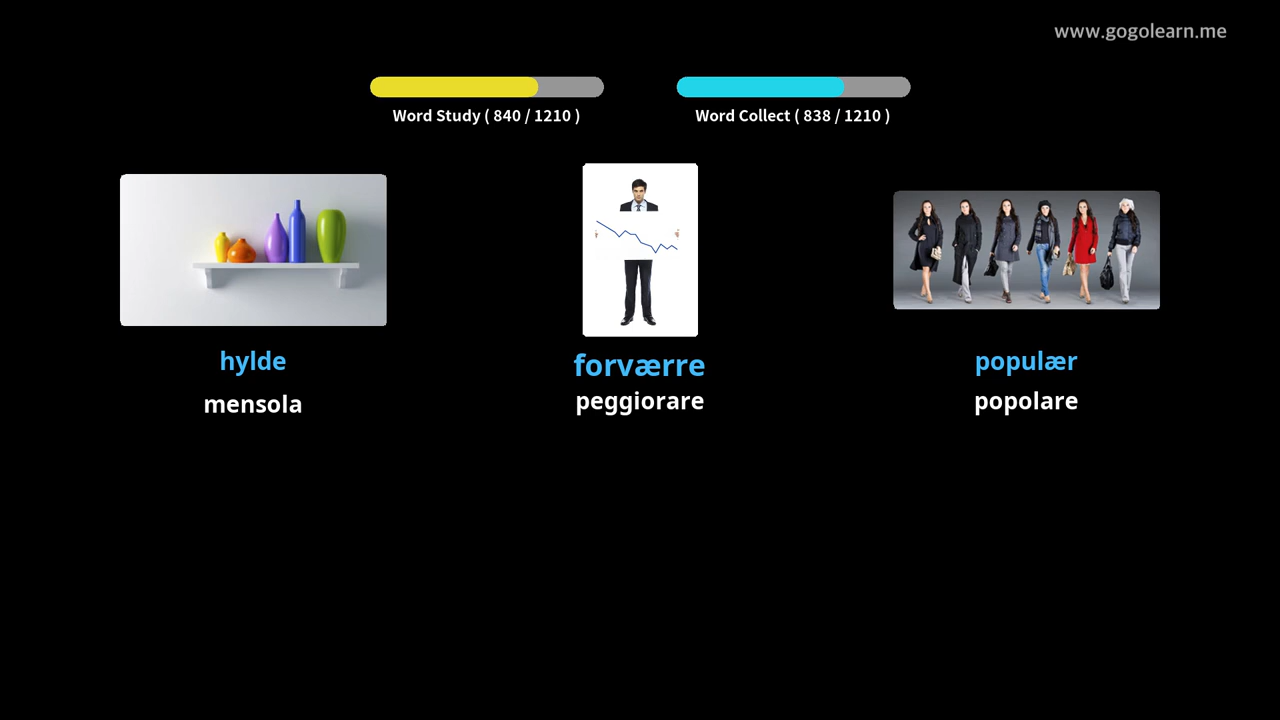 www.gogolearn.me
Word Study ( 840 / 1210 )
Word Collect ( 838 / 1210 )
hylde
mensola
forværre
peggiorare
populær
popolare